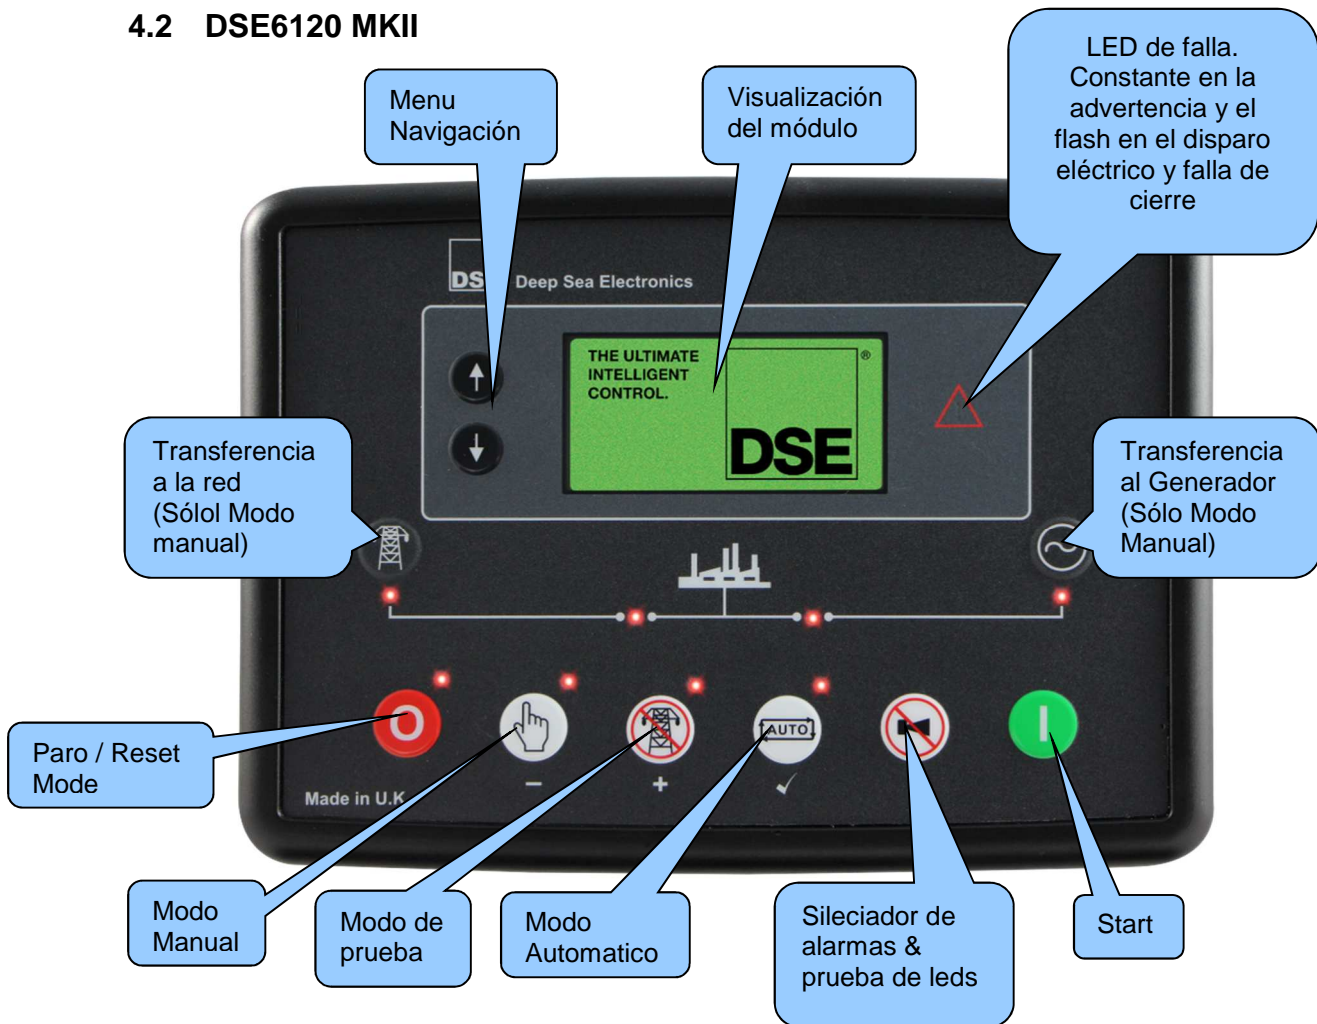 4.2 DSE6120 MKII
LED de falla.
Constante en la
advertencia y el
flash en el disparo
eléctrico y falla de
cierre
Menu
Navigación
Visualización
del módulo
DS
Deep Sea Electronics
THE ULTIMATE
INTELLIGENT
CONTROL.
®
DSE
Transferencia
a la red
(Sólol Modo
manual)
Transferencia
al Generador
(Sólo Modo
Manual)
O
AUTO
I
Paro / Reset
Mode
− + ✓
Made in U.K
Modo
Manual
Modo de
prueba
Modo
Automatico
Sileciador de
alarmas &
prueba de leds
Start